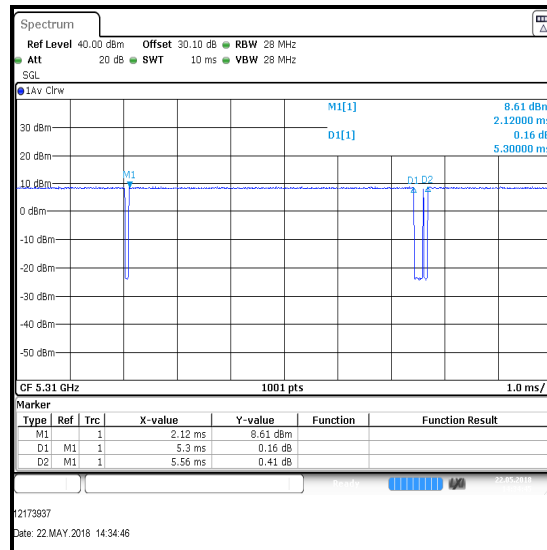 Spectrum
Ref Level 40.00 dBm Offset 30.10 dB RBW 28 MHz
Att 20 dB SWT 10 ms VBW 28 MHz
SGL
1Av Clrw
M1[1] 8.61 dBm
2.12000 ms
D1[1] 0.16 dB
5.30000 ms
30 dBm
20 dBm
10 dBm
0 dBm
-10 dBm
-20 dBm
-30 dBm
-40 dBm
-50 dBm
M1
D1 D2
CF 5.31 GHz 1001 pts 1.0 ms/
Marker
Type Ref Trc X-value Y-value Function Function Result
M1 1 2.12 ms 8.61 dBm
D1 M1 1 5.3 ms 0.16 dB
D2 M1 1 5.56 ms 0.41 dB
Ready 22.05.2018
12173937
Date: 22.MAY.2018 14:34:46